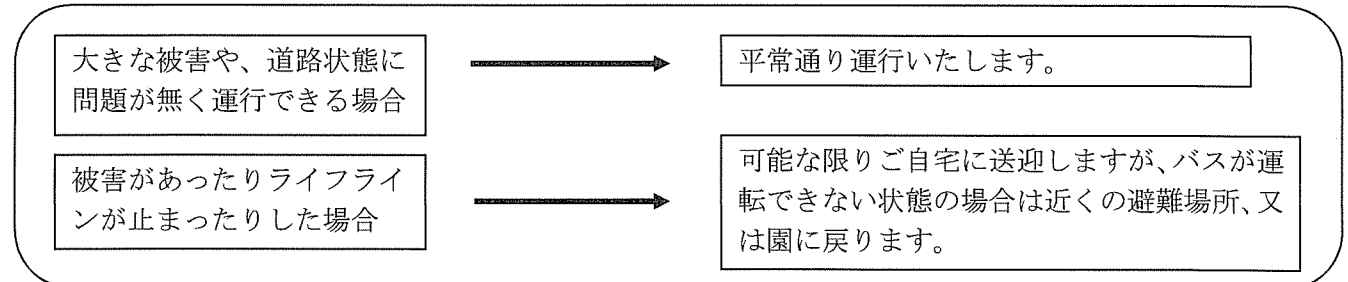 大きな被害や、道路状態に
問題が無く運行できる場合
平常通り運行いたします。
被害があったりライフライ
ンが止まったりした場合
可能な限りご自宅に送迎しますが、バスが運
転できない状態の場合は近くの避難場所、又
は園に戻ります。